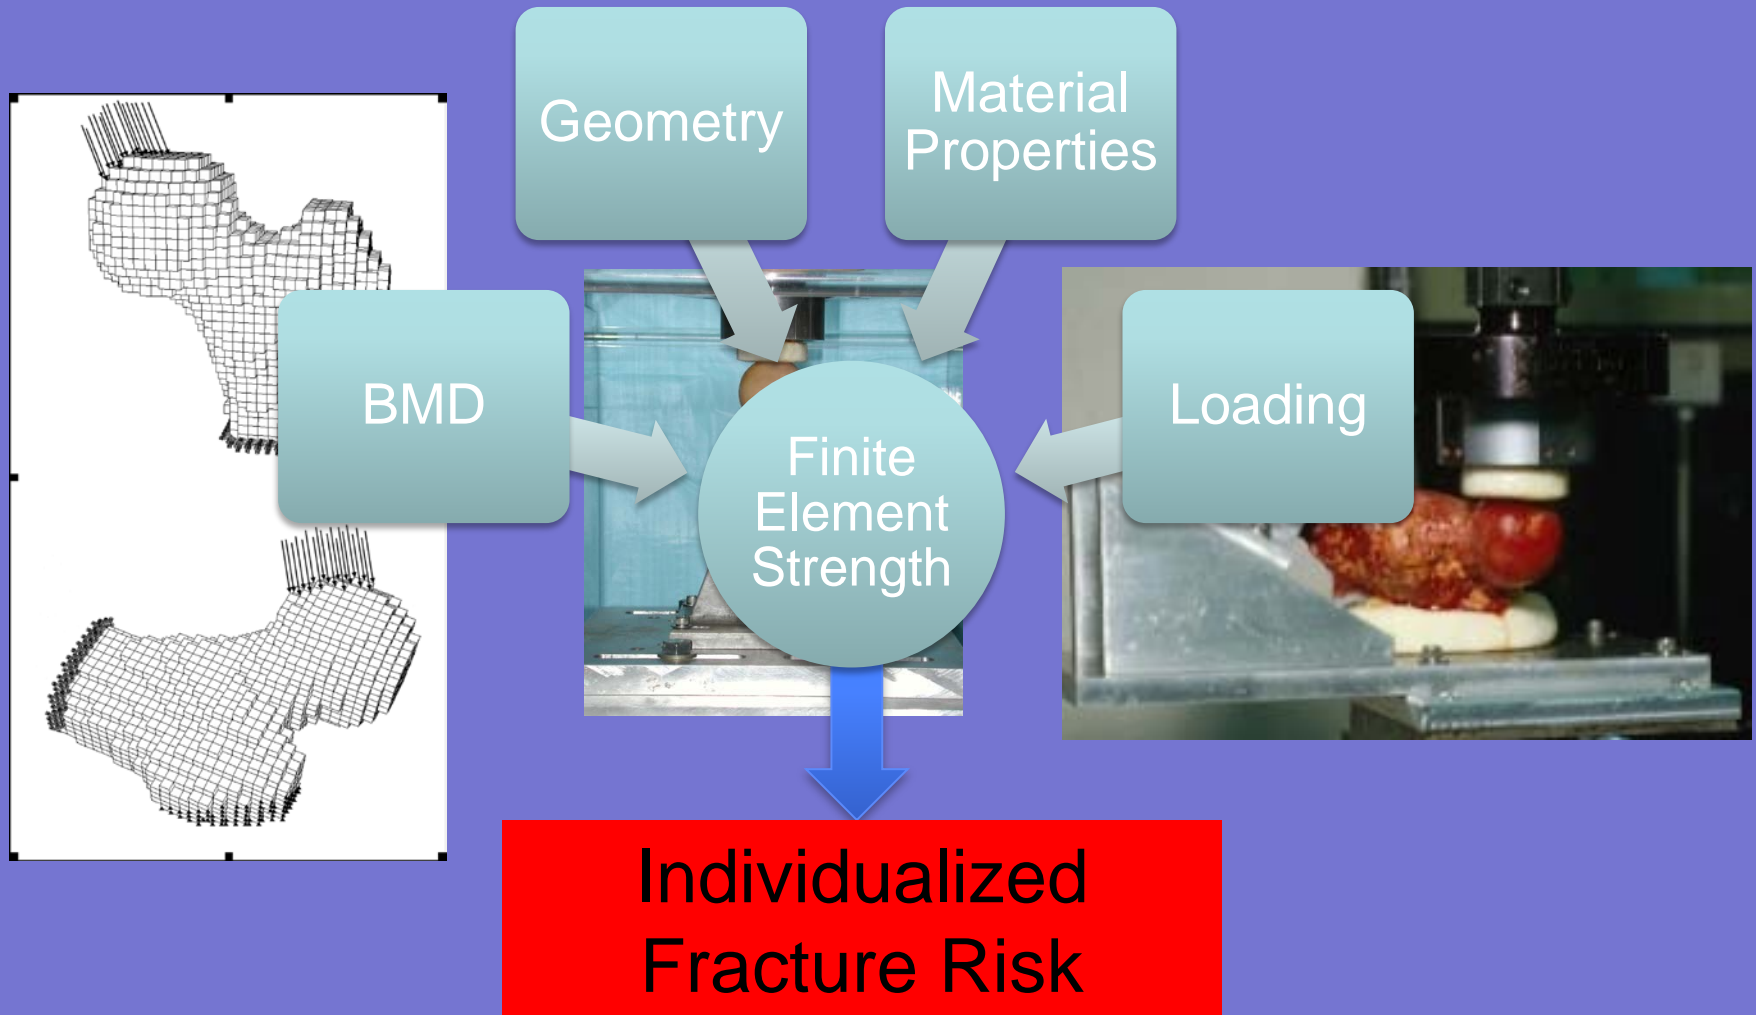 Geometry
Material
Properties
BMD
Loading
Finite
Element
Strength
Individualized
Fracture Risk